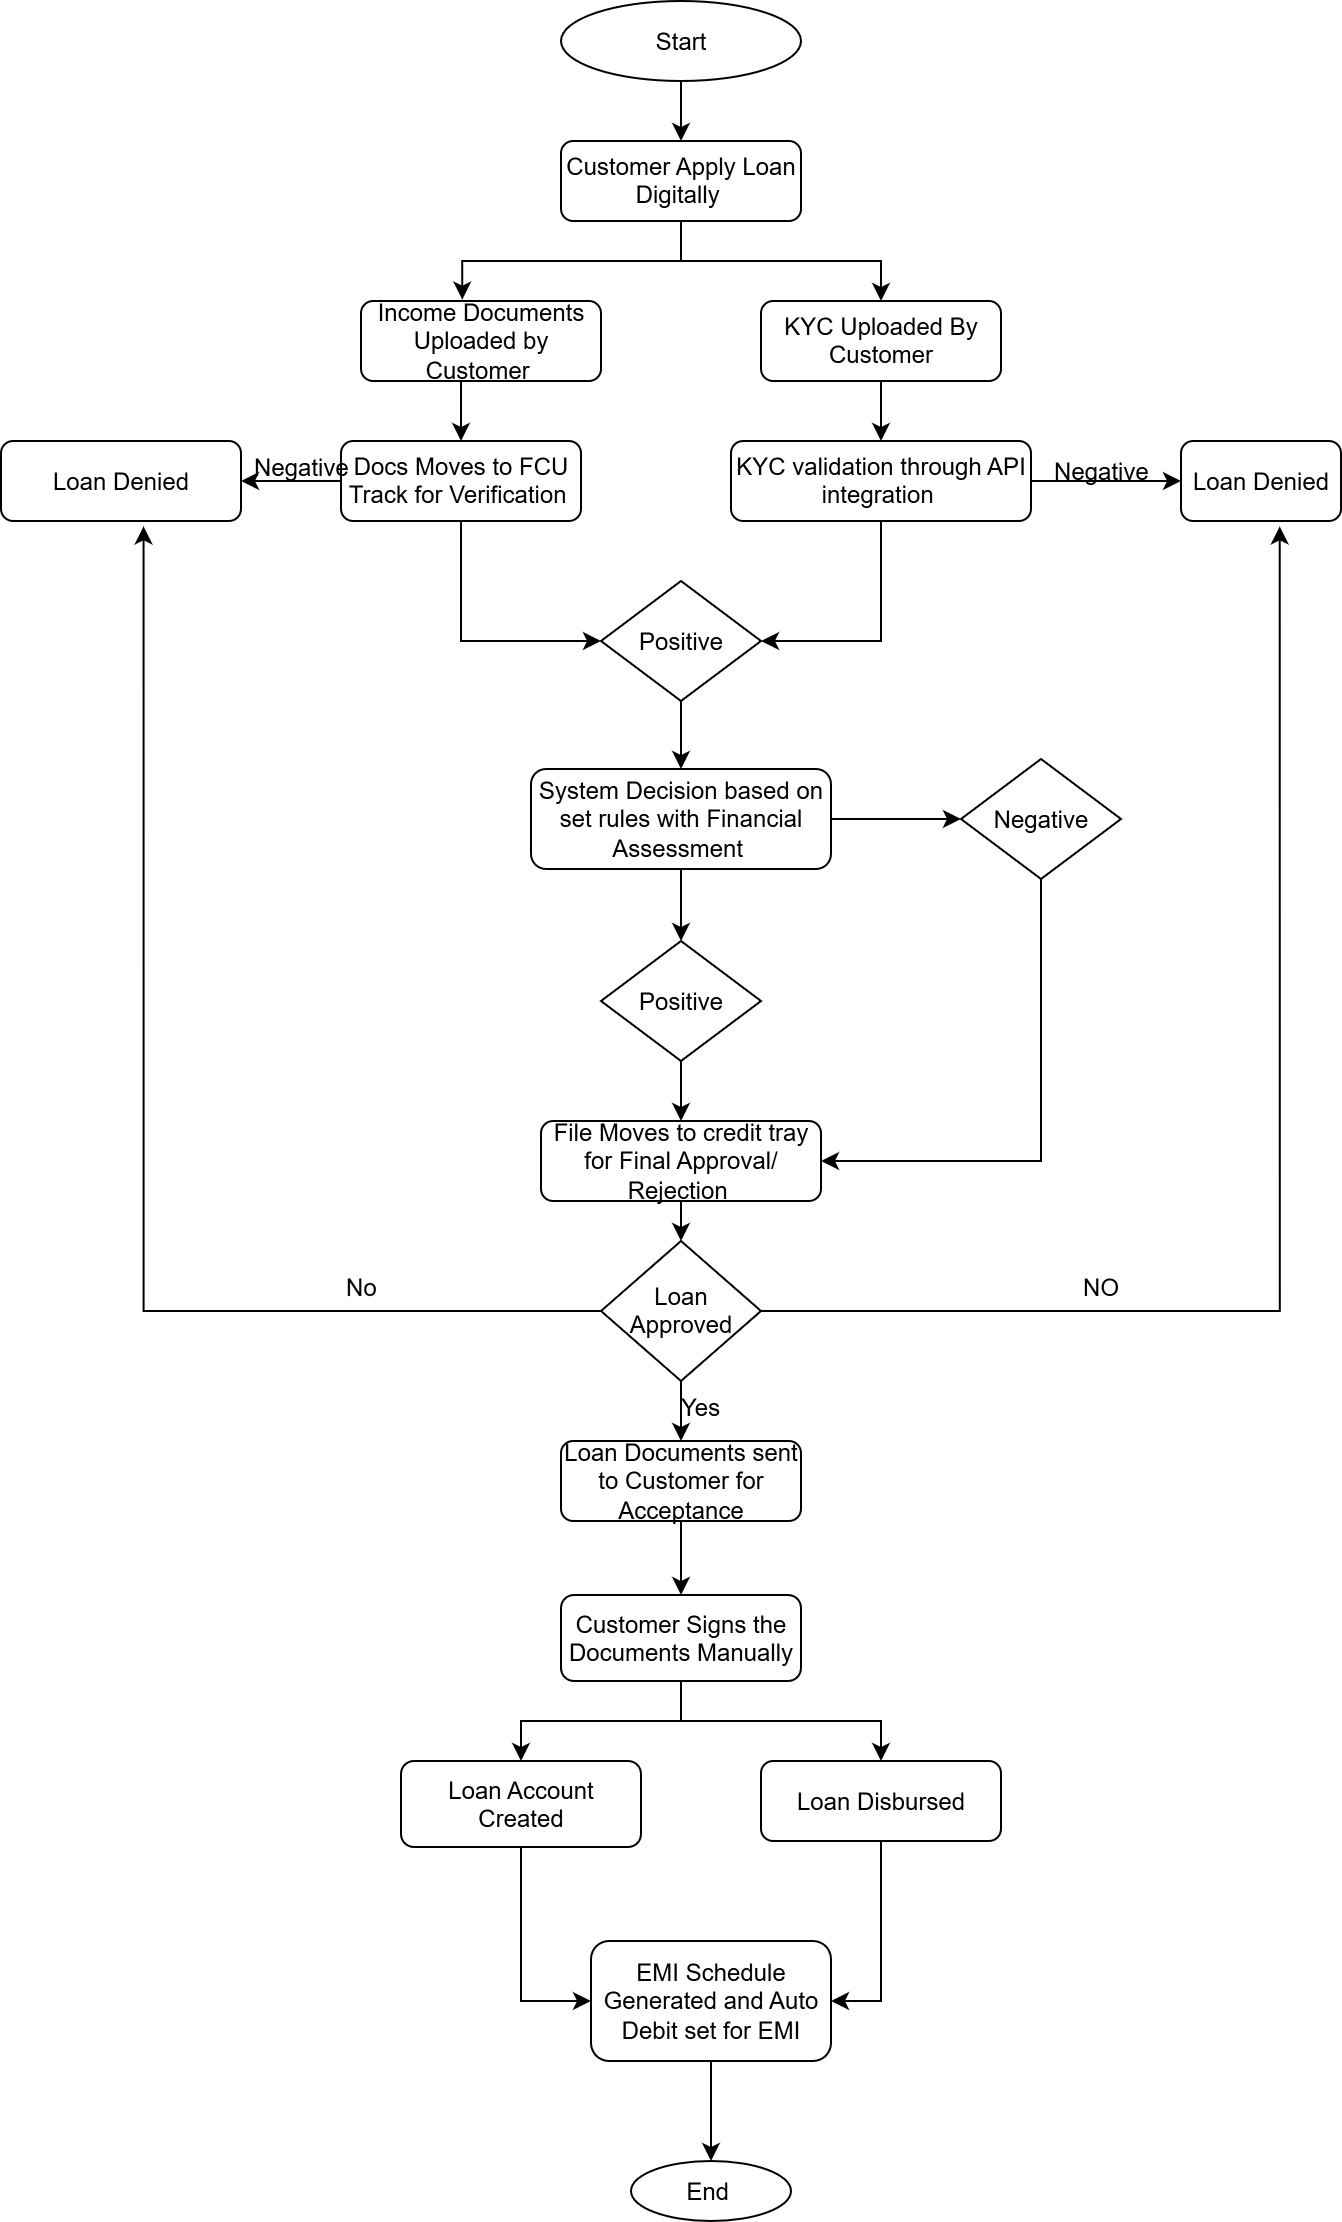 Start
Customer Apply Loan
Digitally
Income Documents
Uploaded by
Customer
KYC Uploaded By
Customer
Loan Denied
Negative
Docs Moves to FCU
Track for Verification
KYC validation through API
integration
Negative
Loan Denied
Positive
System Decision based on
set rules with Financial
Assessment
Negative
Positive
File Moves to credit tray
for Final Approval/
Rejection
No
Loan
Approved
NO
Yes
Loan Documents sent
to Customer for
Acceptance
Customer Signs the
Documents Manually
Loan Account
Created
Loan Disbursed
EMI Schedule
Generated and Auto
Debit set for EMI
End